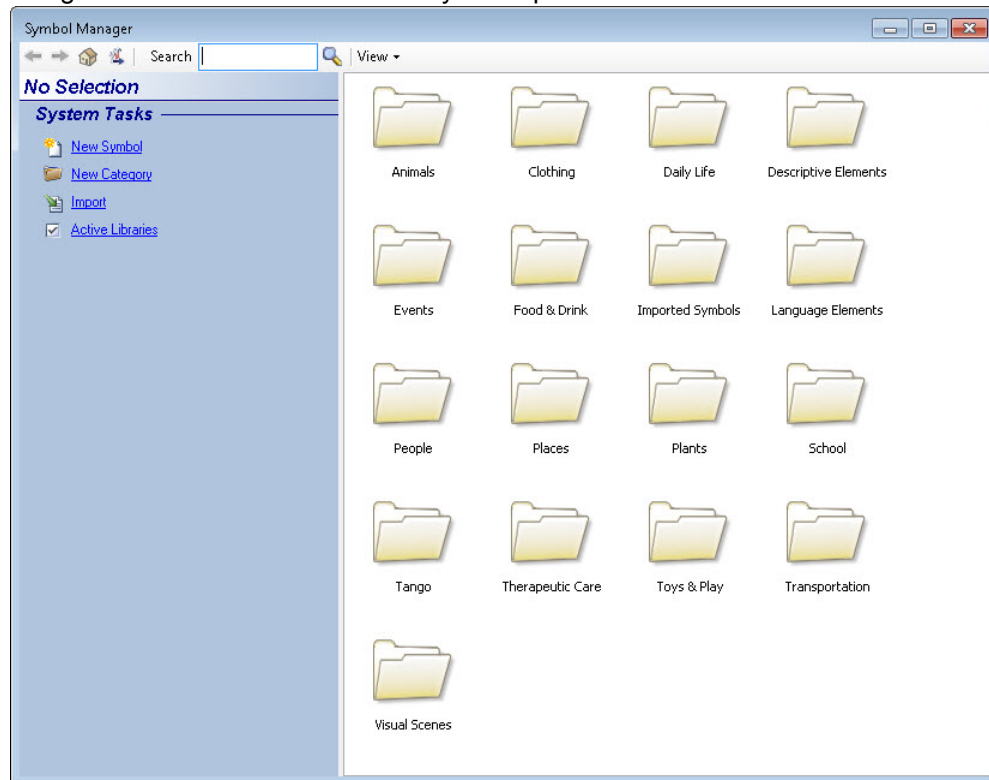 Symbol Manager
Search
View
No Selection
System Tasks
New Symbol
New Category
Import
Active Libraries
Animals
Clothing
Daily Life
Descriptive Elements
Events
Food & Drink
Imported Symbols
Language Elements
People
Places
Plants
School
Tango
Therapeutic Care
Toys & Play
Transportation
Visual Scenes